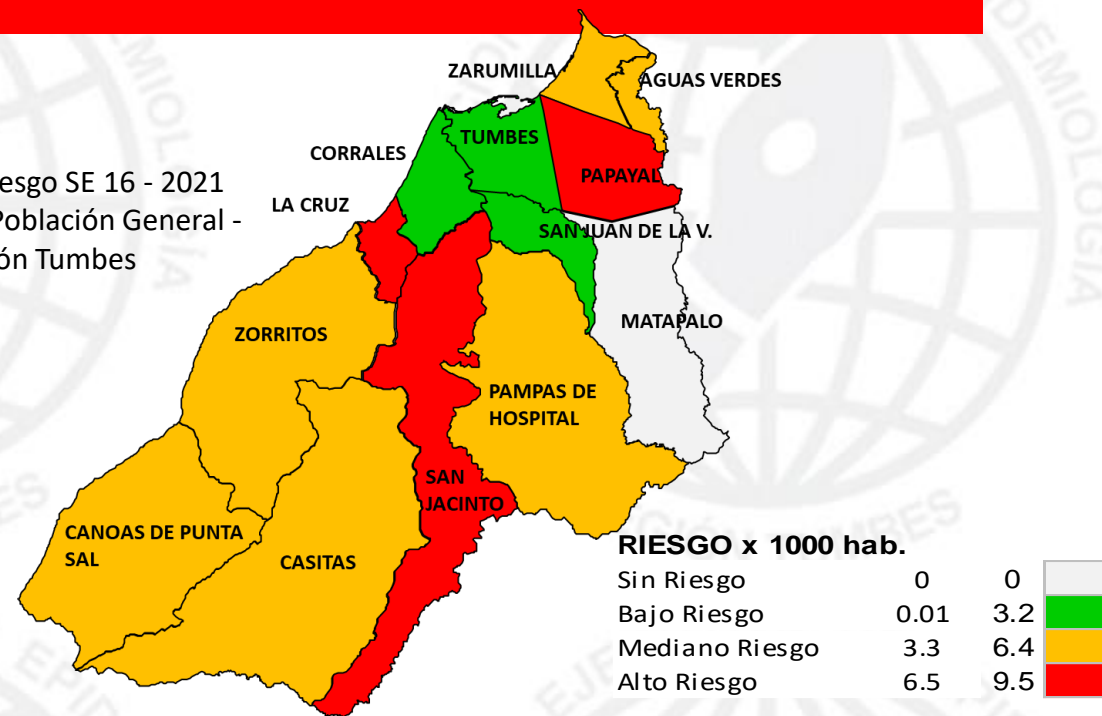 ZARUMILLA
AGUAS VERDES
TUMBES
CORRALES
PAPAYAL
esgo SE 16 - 2021
Población General -
ón Tumbes
LA CRUZ
SAN JUAN DE LA V.
MATAPALO
ZORRITOS
PAMPAS DE
HOSPITAL
SAN
JACINTO
CANOAS DE PUNTA
SAL
CASITAS
RIESGO x 1000 hab.
Sin Riesgo 0 0
Bajo Riesgo 0.01 3.2
Mediano Riesgo 3.3 6.4
Alto Riesgo 6.5 9.5